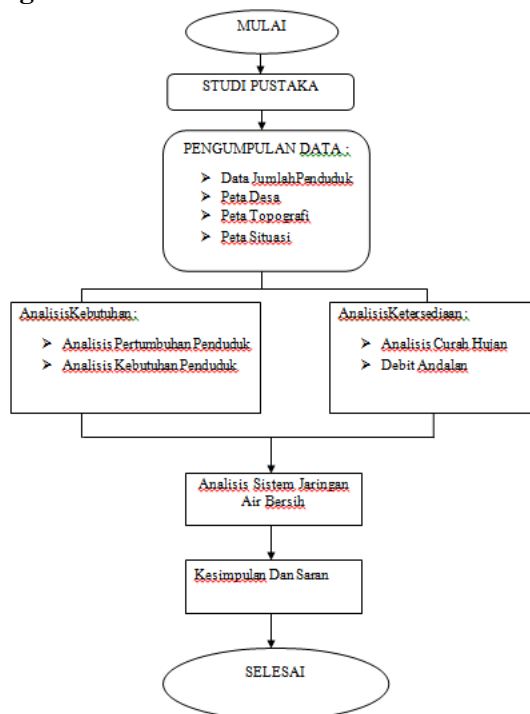 MULAI
STUDI PUSTAKA
PENGUMPULAN DATA :
➢ Data JumlahPenduduk
➢ Peta Desa
➢ Peta Topografi
➢ Peta Situasi
AnalisisKebutuhan :
➢ Analisis Pertumbuhan Penduduk
➢ Analisis Kebutuhan Penduduk
AnalisisKetersediaan :
➢ Analisis Curah Hujan
➢ Debit Andalan
Analisis Sistem Jaringan
Air Bersih
Kesimpulan Dan Saran
SELESAI